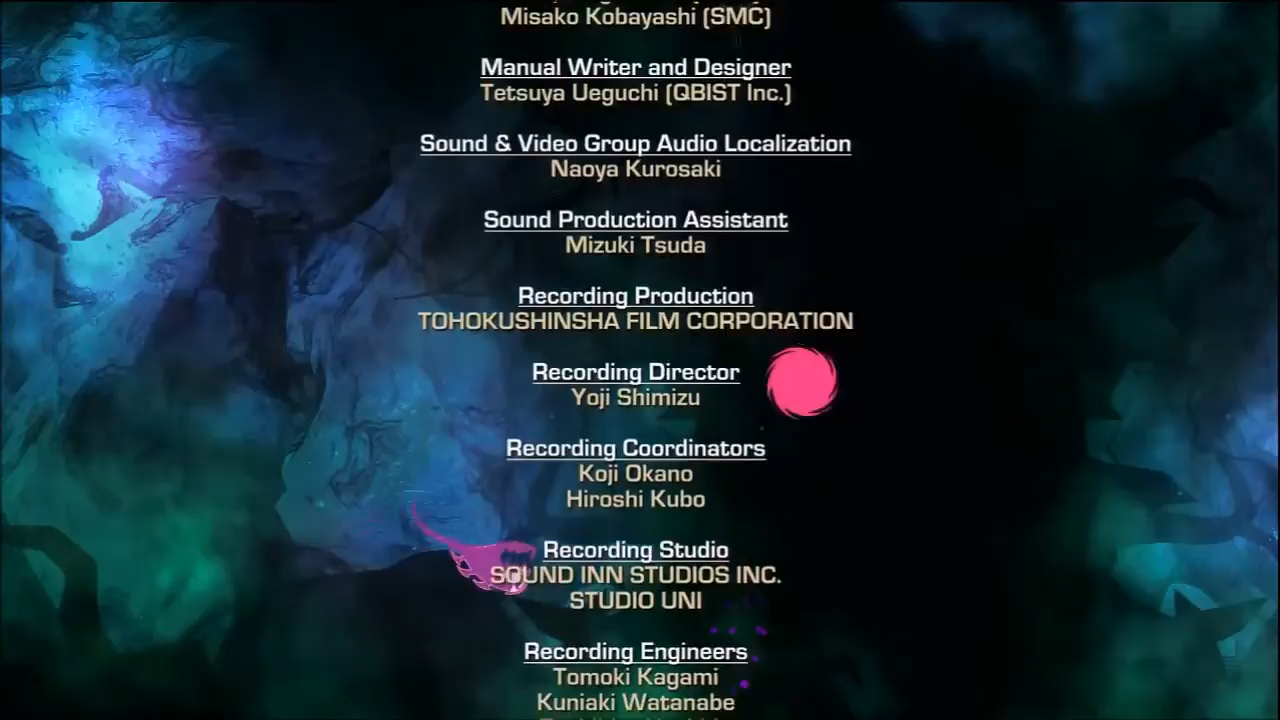 Misako Kobayashi (SMC)
Manual Writer and Designer
Tetsuya Ueguchi (QBIST Inc.)
Sound & Video Group Audio Localization
Naoya Kurosaki
Sound Production Assistant
Mizuki Tsuda
Recording Production
TOHOKUSHINSHA FILM CORPORATION
Recording Director
Yoji Shimizu
Recording Coordinators
Koji Okano
Hiroshi Kubo
Recording Studio
SOUND INN STUDIOS INC.
STUDIO UNI
Recording Engineers
Tomoki Kagami
Kuniaki Watanabe